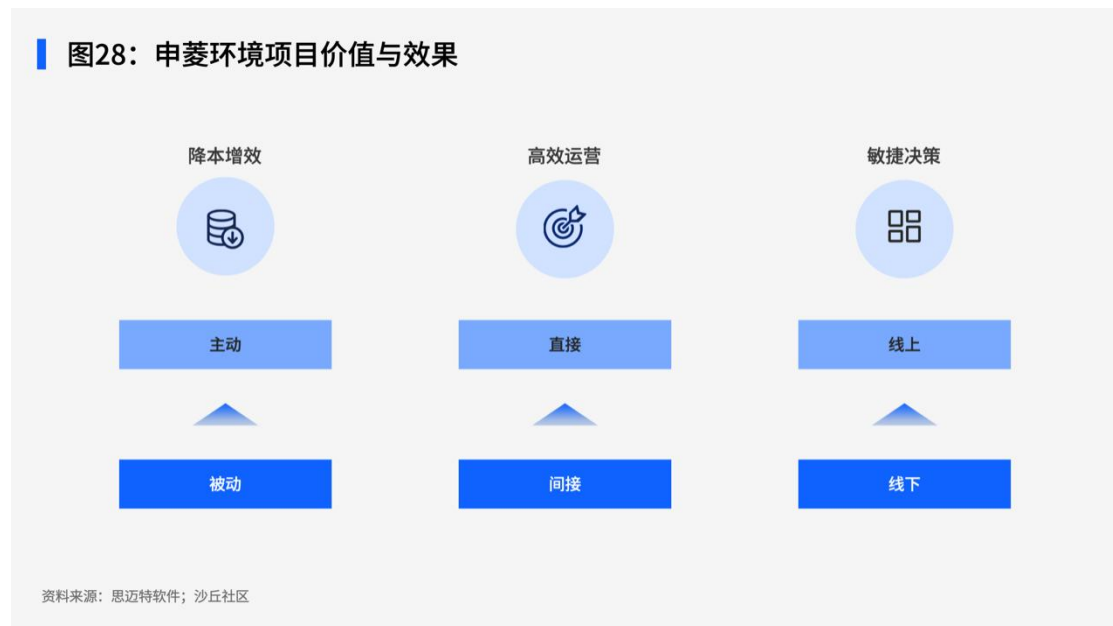 图28：申菱环境项目价值与效果
降本增效
高效运营
敏捷决策
主动
直接
线上
被动
间接
线下
资料来源：思迈特软件；沙丘社区